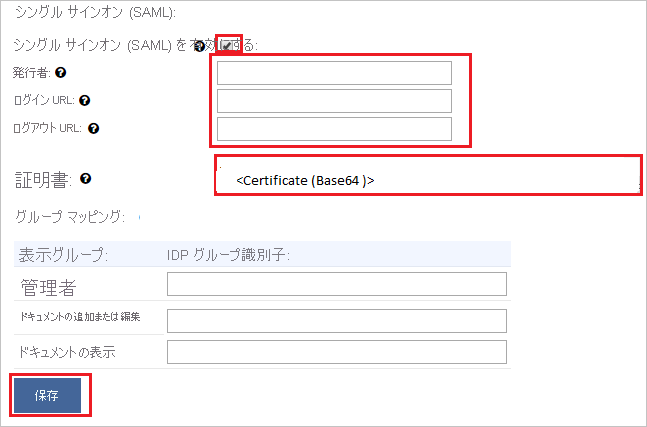 シングル サインオン (SAML):
シングル サインオン (SAML) を有効にする:
発行者:
ログイン URL:
ログアウト URL:
証明書:
<Certificate (Base64 )>
グループ マッピング:
表示グループ: IDP グループ識別子:
管理者
ドキュメントの追加または編集
ドキュメントの表示
保存